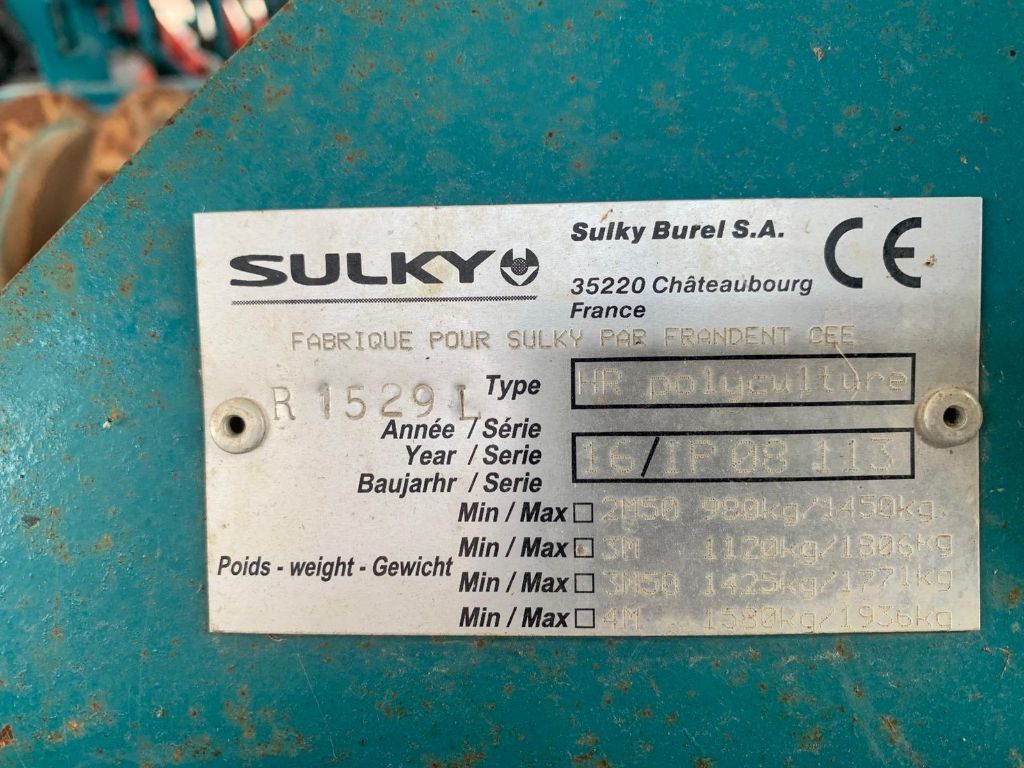 SULKY
Sulky Burel S.A.
35220 Châteaubourg
France
CE
FABRIQUE POUR SULKY PAR FRANDENT CEE
R 1529 L
Type HR polyculture
Année / Série
Year / Serie 16/IP 08 113
Baujarhr / Serie
Poids - weight - Gewicht
Min / Max 2M50 980kg/1450kg.
Min / Max 3M 1120kg/1806kg
Min / Max 3M50 1425kg/1771kg
Min / Max 4M 1580kg/1936kg